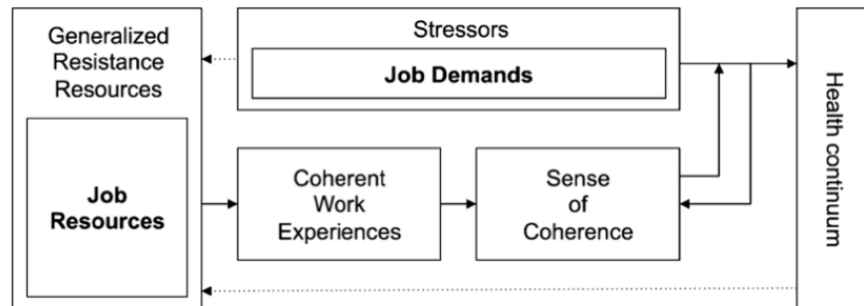 Generalized
Resistance
Resources
Job
Resources
Stressors
Job Demands
Coherent
Work
Experiences
Sense
of
Coherence
Health continuum